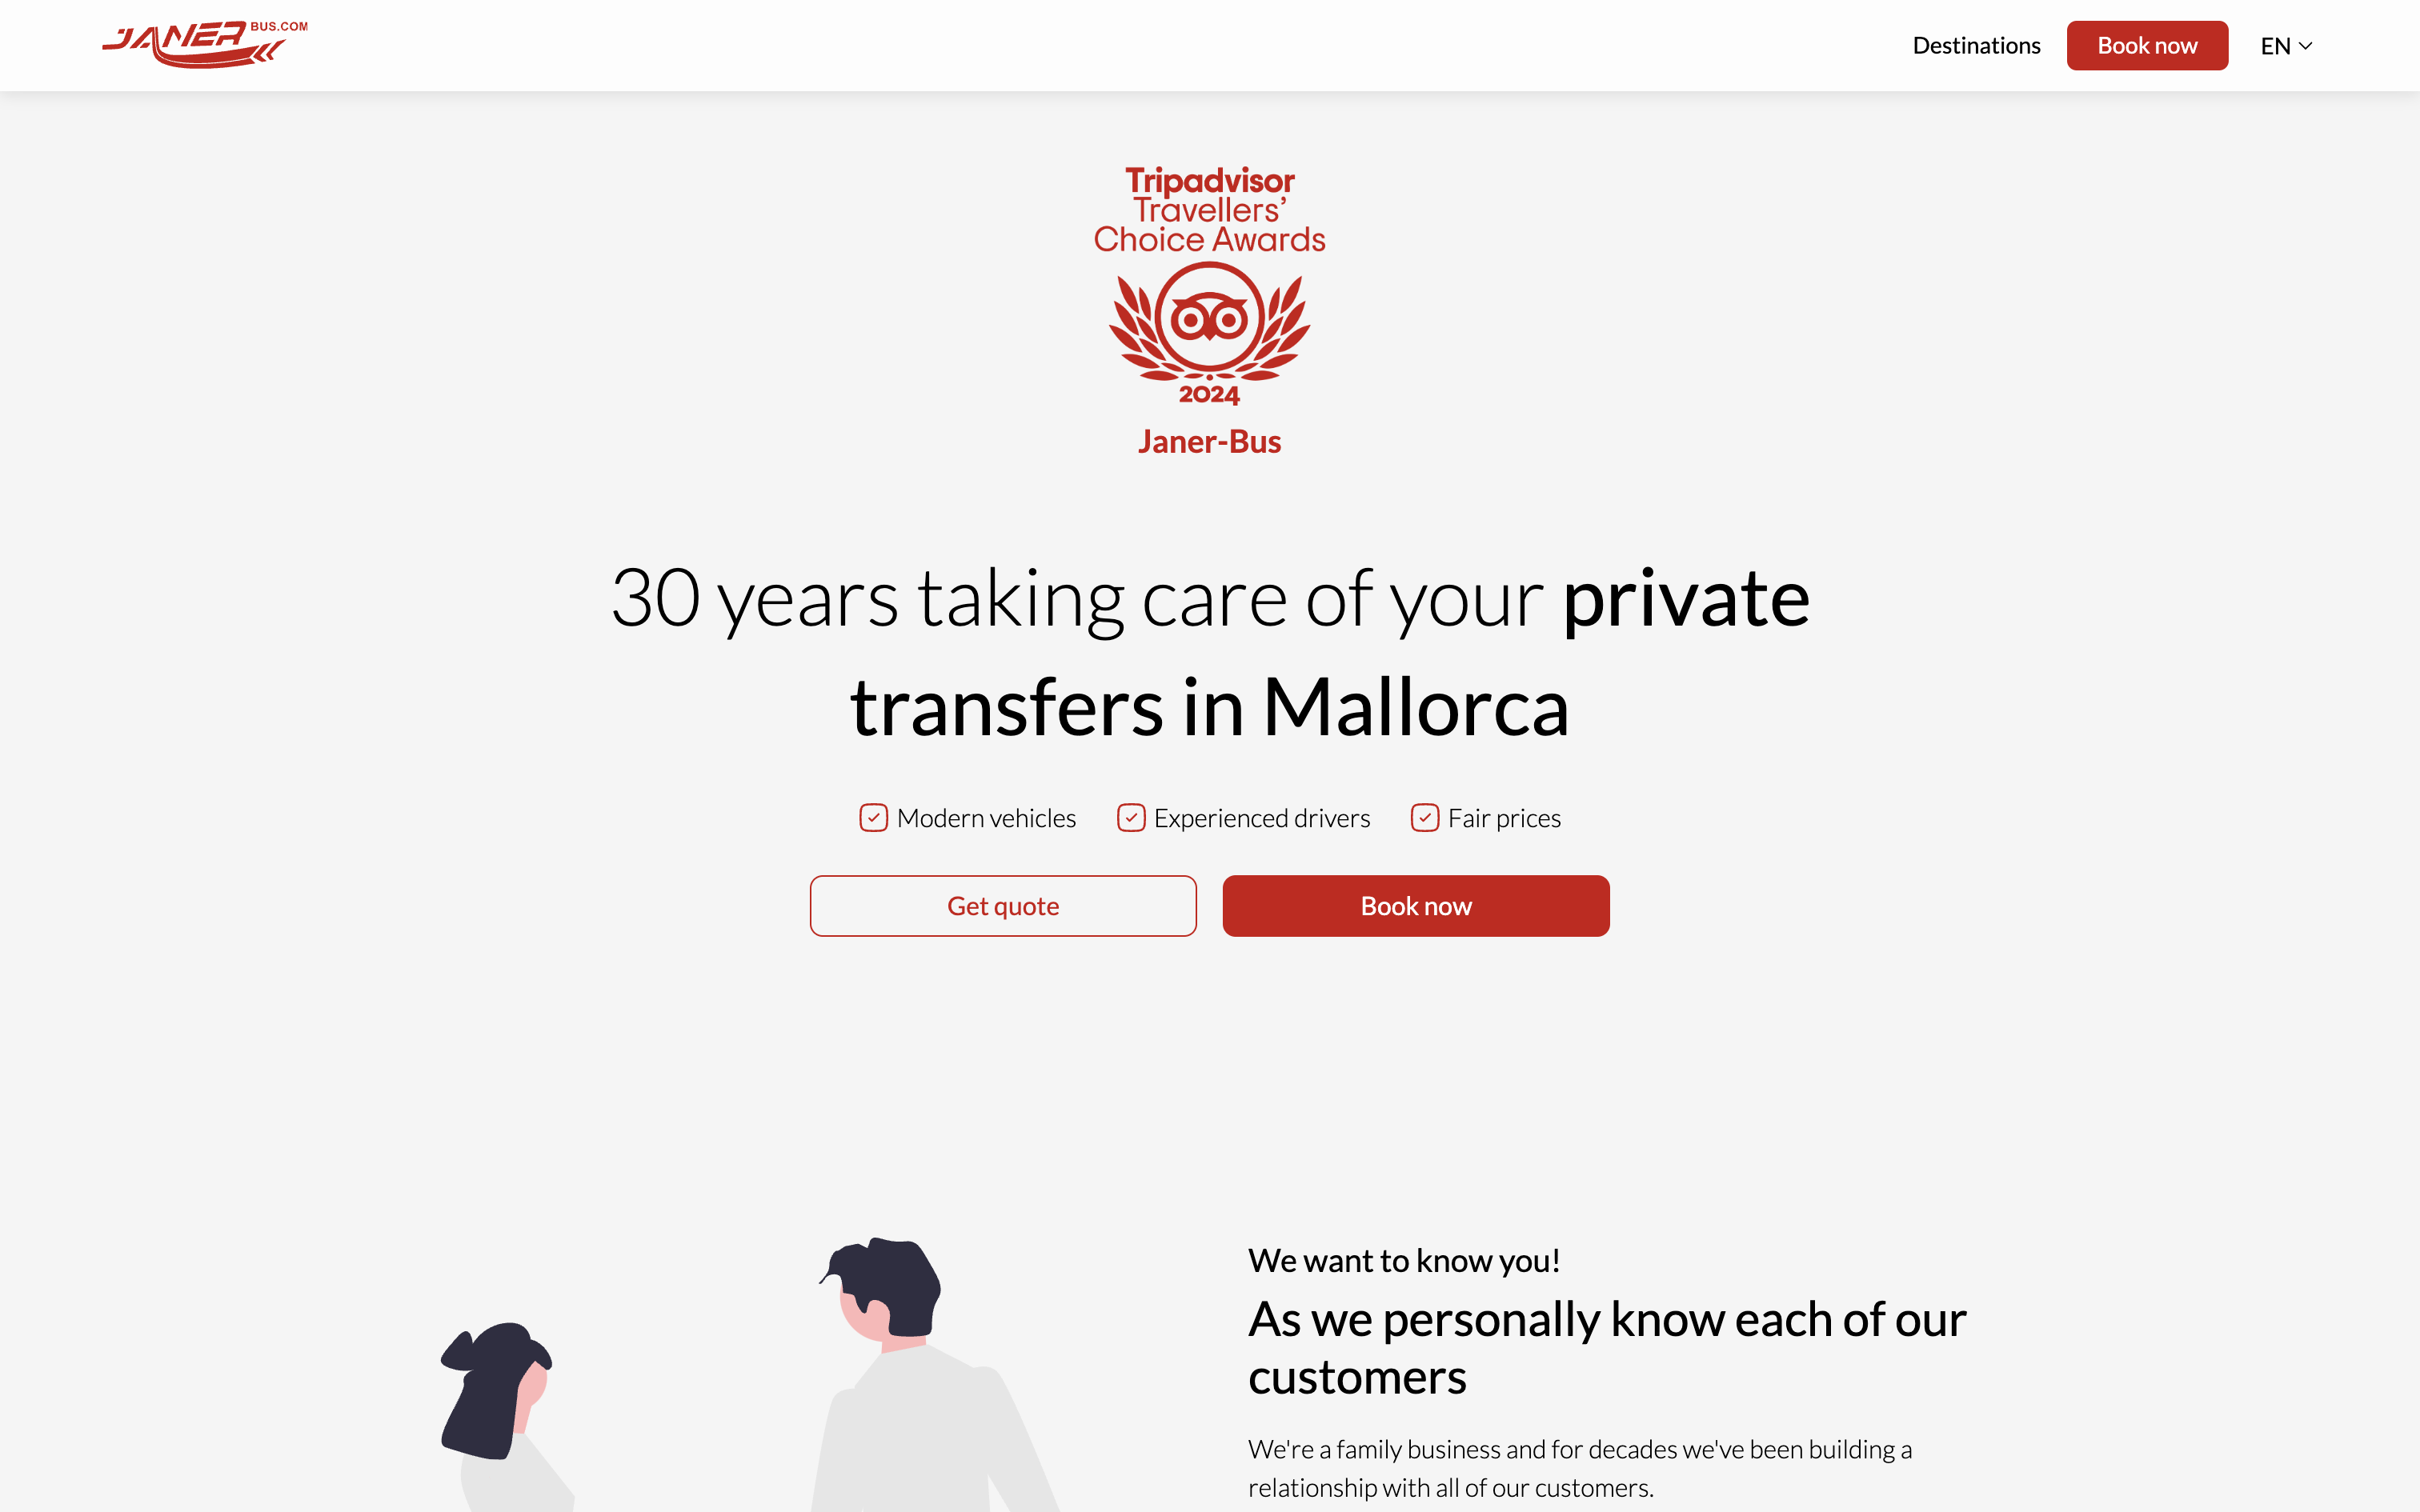 JANER BUS.COM
Destinations
Book now
EN
Tripadvisor
Travellers’
Choice Awards
2024
Janer-Bus
30 years taking care of your private
transfers in Mallorca
Modern vehicles
Experienced drivers
Fair prices
Get quote
Book now
We want to know you!
As we personally know each of our
customers
We're a family business and for decades we've been building a
relationship with all of our customers.